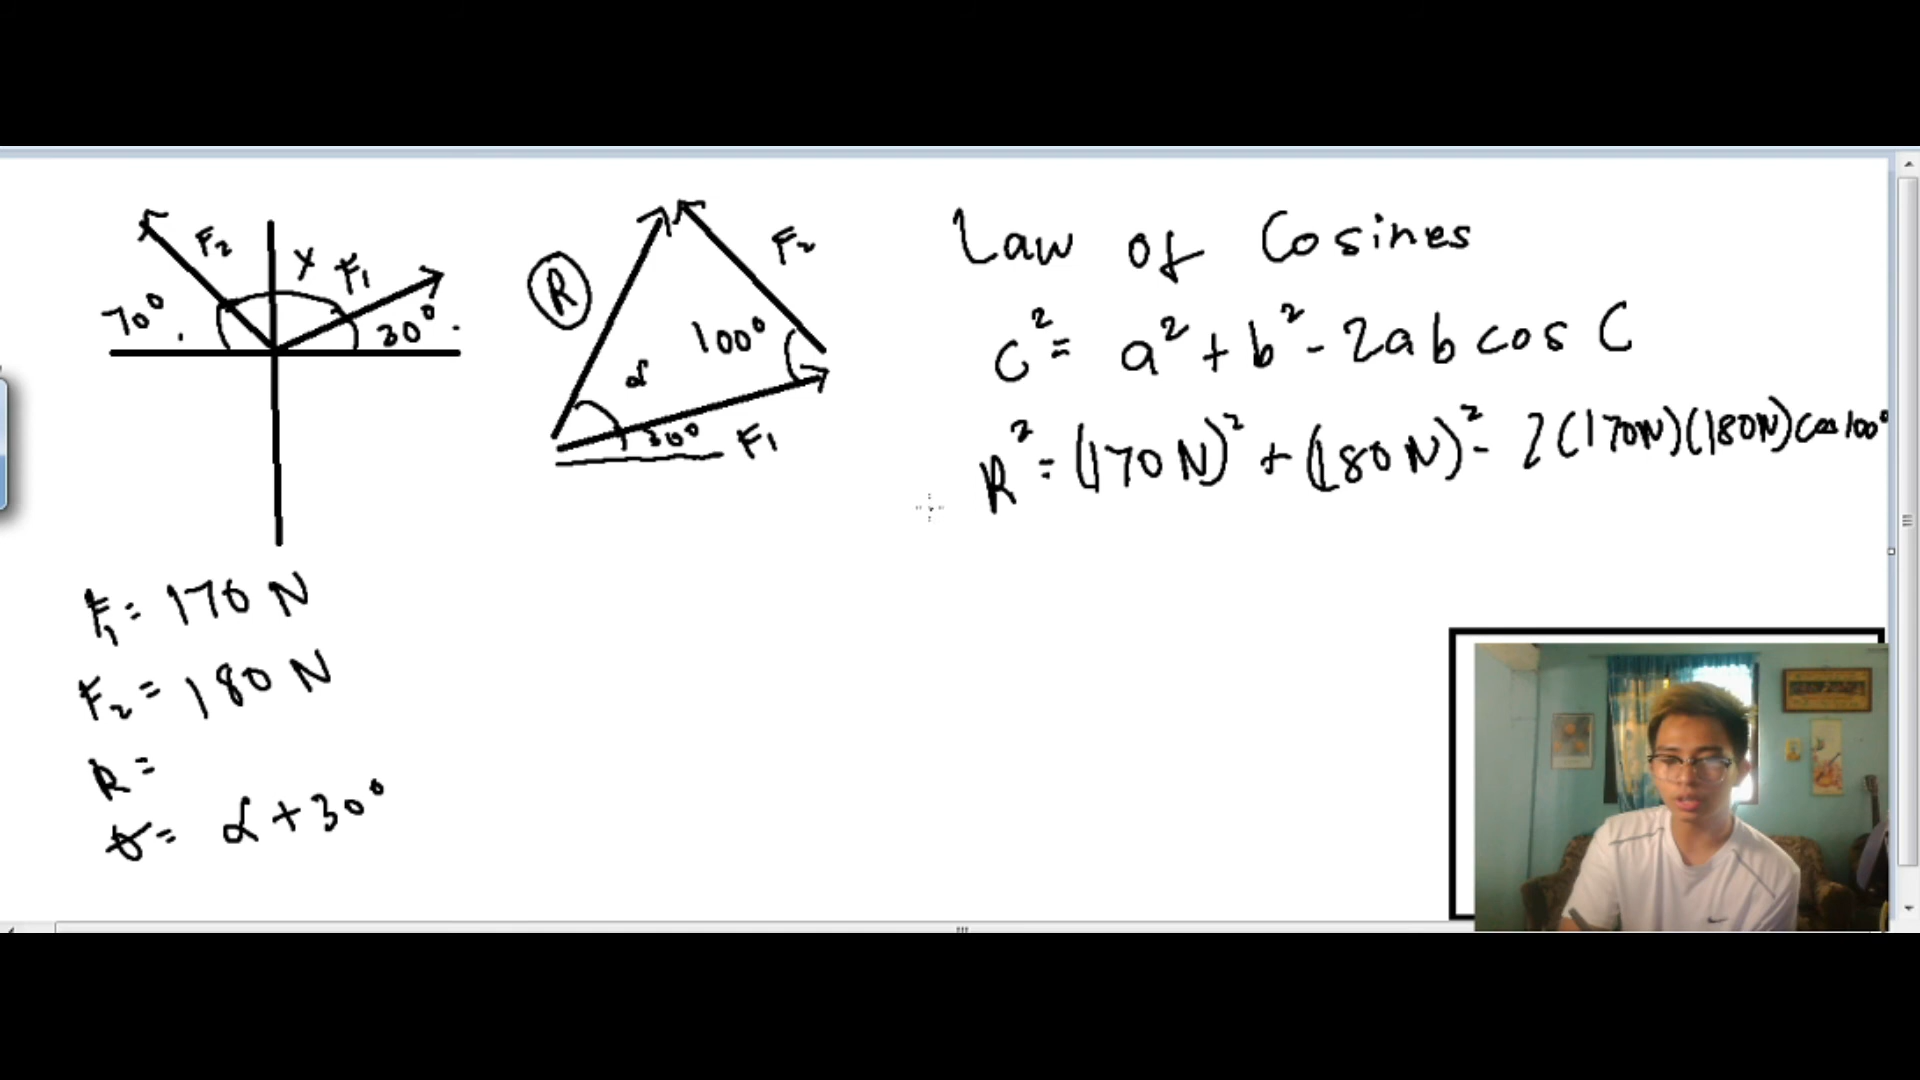 F₂ Y F₁
70° 30°
R F₂
100°
α
30° F₁
Law of Cosines
c² = a² + b² - 2ab cos C
R² = (170 N)² + (180 N)² - 2(170N)(180N)cos100°
F₁ = 170 N
F₂ = 180 N
R =
θ = α + 30°